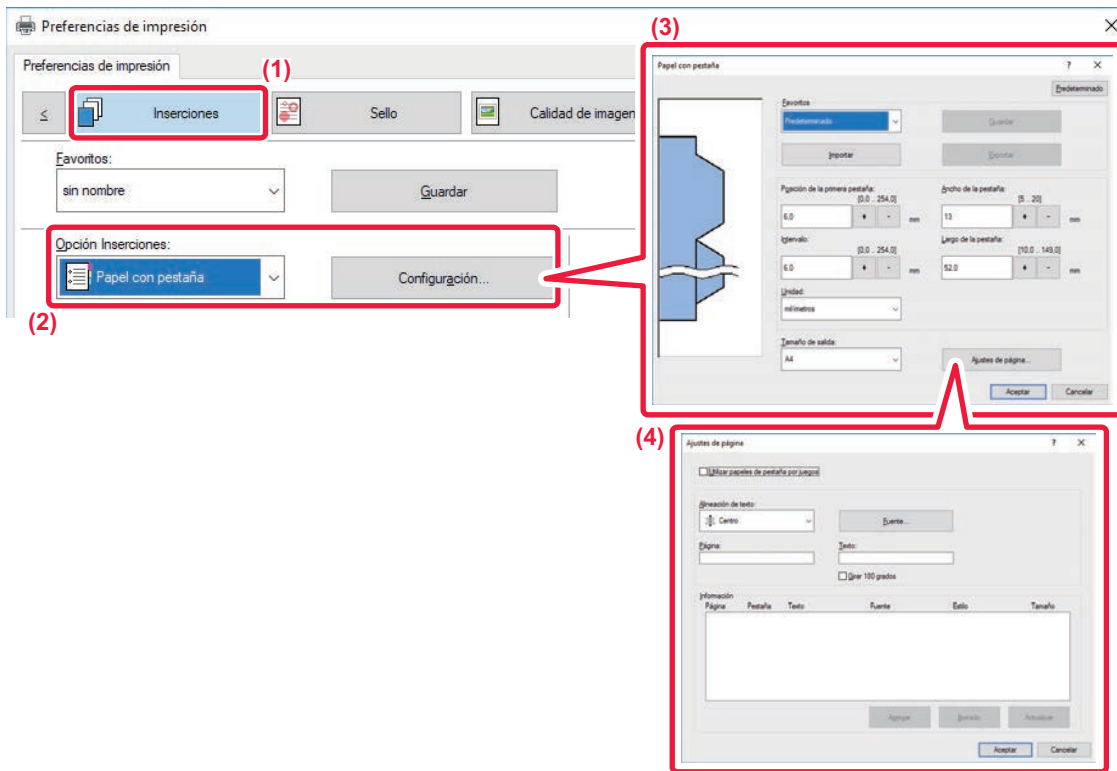 Preferencias de impresión
Preferencias de impresión
(1)
≤
Inserciones
Sello
Calidad de imagen
Favoritos:
sin nombre
Guardar
Opción Inserciones:
Papel con pestaña
Configuración...
(2)
(3)
Papel con pestaña
?
Predeterminado
Favoritos
Predeterminado
Guardar
Importar
Exportar
Posición de la primera pestaña:
[0,0 .. 254,0]
6.0
+ -
mm
Ancho de la pestaña:
[5 .. 20]
13
+ -
mm
Intervalo:
[0,0 .. 254,0]
6.0
+ -
mm
Largo de la pestaña:
[10,0 .. 149,0]
52.0
+ -
mm
Unidad:
milímetros
Tamaño de salida:
A4
Ajustes de página...
Aceptar
Cancelar
(4)
Ajustes de página
?
Utilizar papeles de pestaña por juegos
Alineación de texto:
Centro
Fuente...
Página:
Texto:
Girar 180 grados
Información
Página Pestaña Texto Fuente Estilo Tamaño
Agregar
Borrado
Actualizar
Aceptar
Cancelar